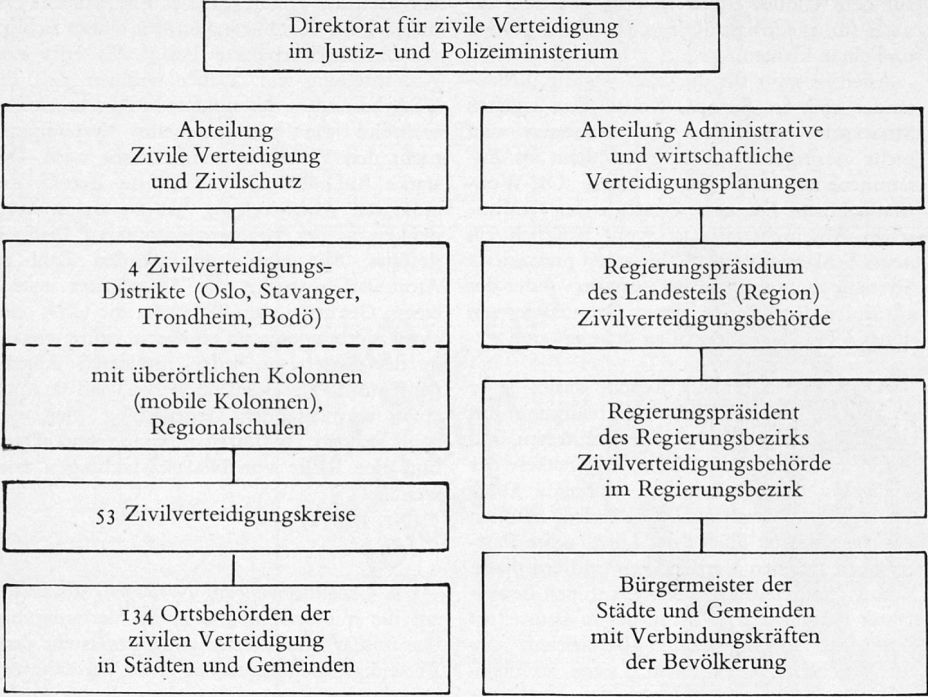 Direktorat für zivile Verteidigung
im Justiz- und Polizeiministerium
Abteilung
Zivile Verteidigung
und Zivilschutz
4 Zivilverteidigungs-
Distrikte (Oslo, Stavanger,
Trondheim, Bodö)
mit überörtlichen Kolonnen
(mobile Kolonnen),
Regionalschulen
53 Zivilverteidigungskreise
134 Ortsbehörden der
zivilen Verteidigung
in Städten und Gemeinden
Abteilung Administrative
und wirtschaftliche
Verteidigungsplanungen
Regierungspräsidium
des Landesteils (Region)
Zivilverteidigungsbehörde
Regierungspräsident
des Regierungsbezirks
Zivilverteidigungsbehörde
im Regierungsbezirk
Bürgermeister der
Städte und Gemeinden
mit Verbindungskräften
der Bevölkerung